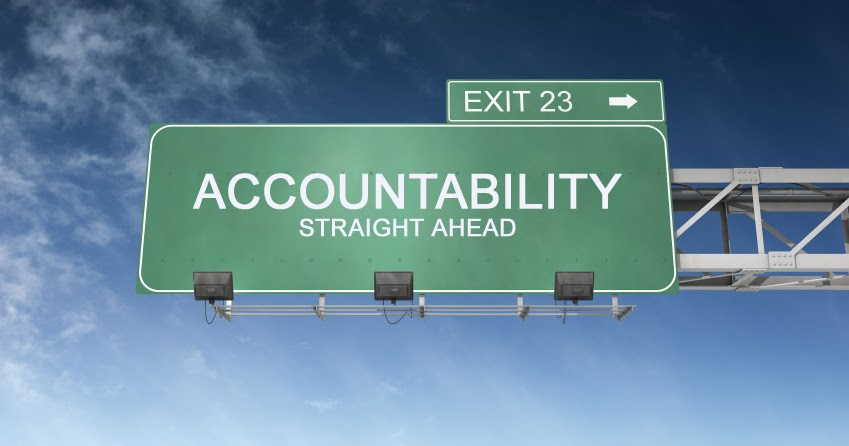 EXIT 23 →
ACCOUNTABILITY
STRAIGHT AHEAD